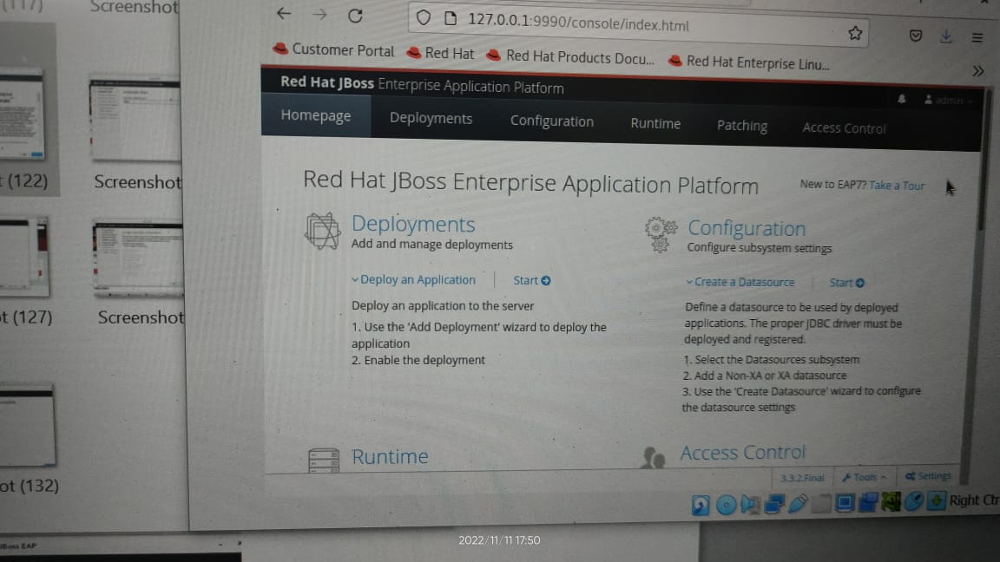 (117)
Screenshot
(122)
Screenshot
t (127)
Screenshot
ot (132)
127.0.0.1:9990/console/index.html
Customer Portal
Red Hat
Red Hat Products Docu...
Red Hat Enterprise Linu...
Red Hat JBoss Enterprise Application Platform
admin
Homepage
Deployments
Configuration
Runtime
Patching
Access Control
Red Hat JBoss Enterprise Application Platform
New to EAP7? Take a Tour
Deployments
Add and manage deployments
Deploy an Application
Start
Deploy an application to the server
1. Use the 'Add Deployment' wizard to deploy the
application
2. Enable the deployment
Configuration
Configure subsystem settings
Create a Datasource
Start
Define a datasource to be used by deployed
applications. The proper JDBC driver must be
deployed and registered.
1. Select the Datasources subsystem
2. Add a Non-XA or XA datasource
3. Use the 'Create Datasource' wizard to configure
the datasource settings
Runtime
Access Control
3.3.2.Final
Tools
Settings
Right Ctr
JBoss EAP
2022/11/11 17:50